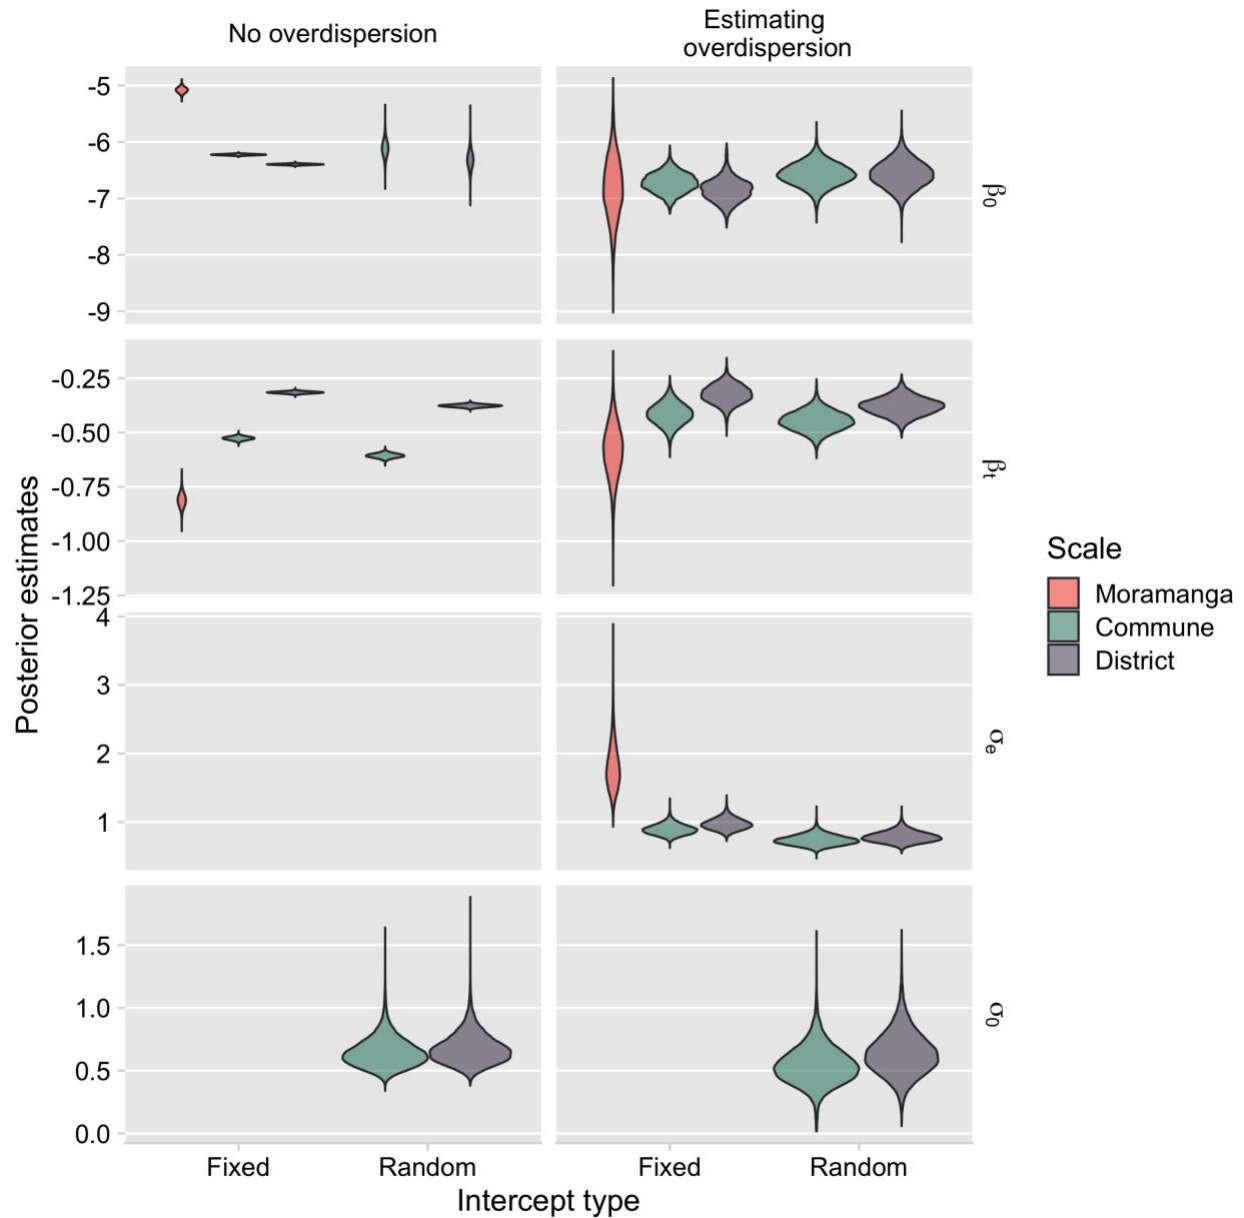 No overdispersion
Estimating
overdispersion
-5
-6
-7
-8
-9
β0
-0.25
-0.50
-0.75
-1.00
-1.25
βt
4
3
2
1
σe
1.5
1.0
0.5
0.0
σ0
Posterior estimates
Fixed
Random
Fixed
Random
Intercept type
Scale
Moramanga
Commune
District